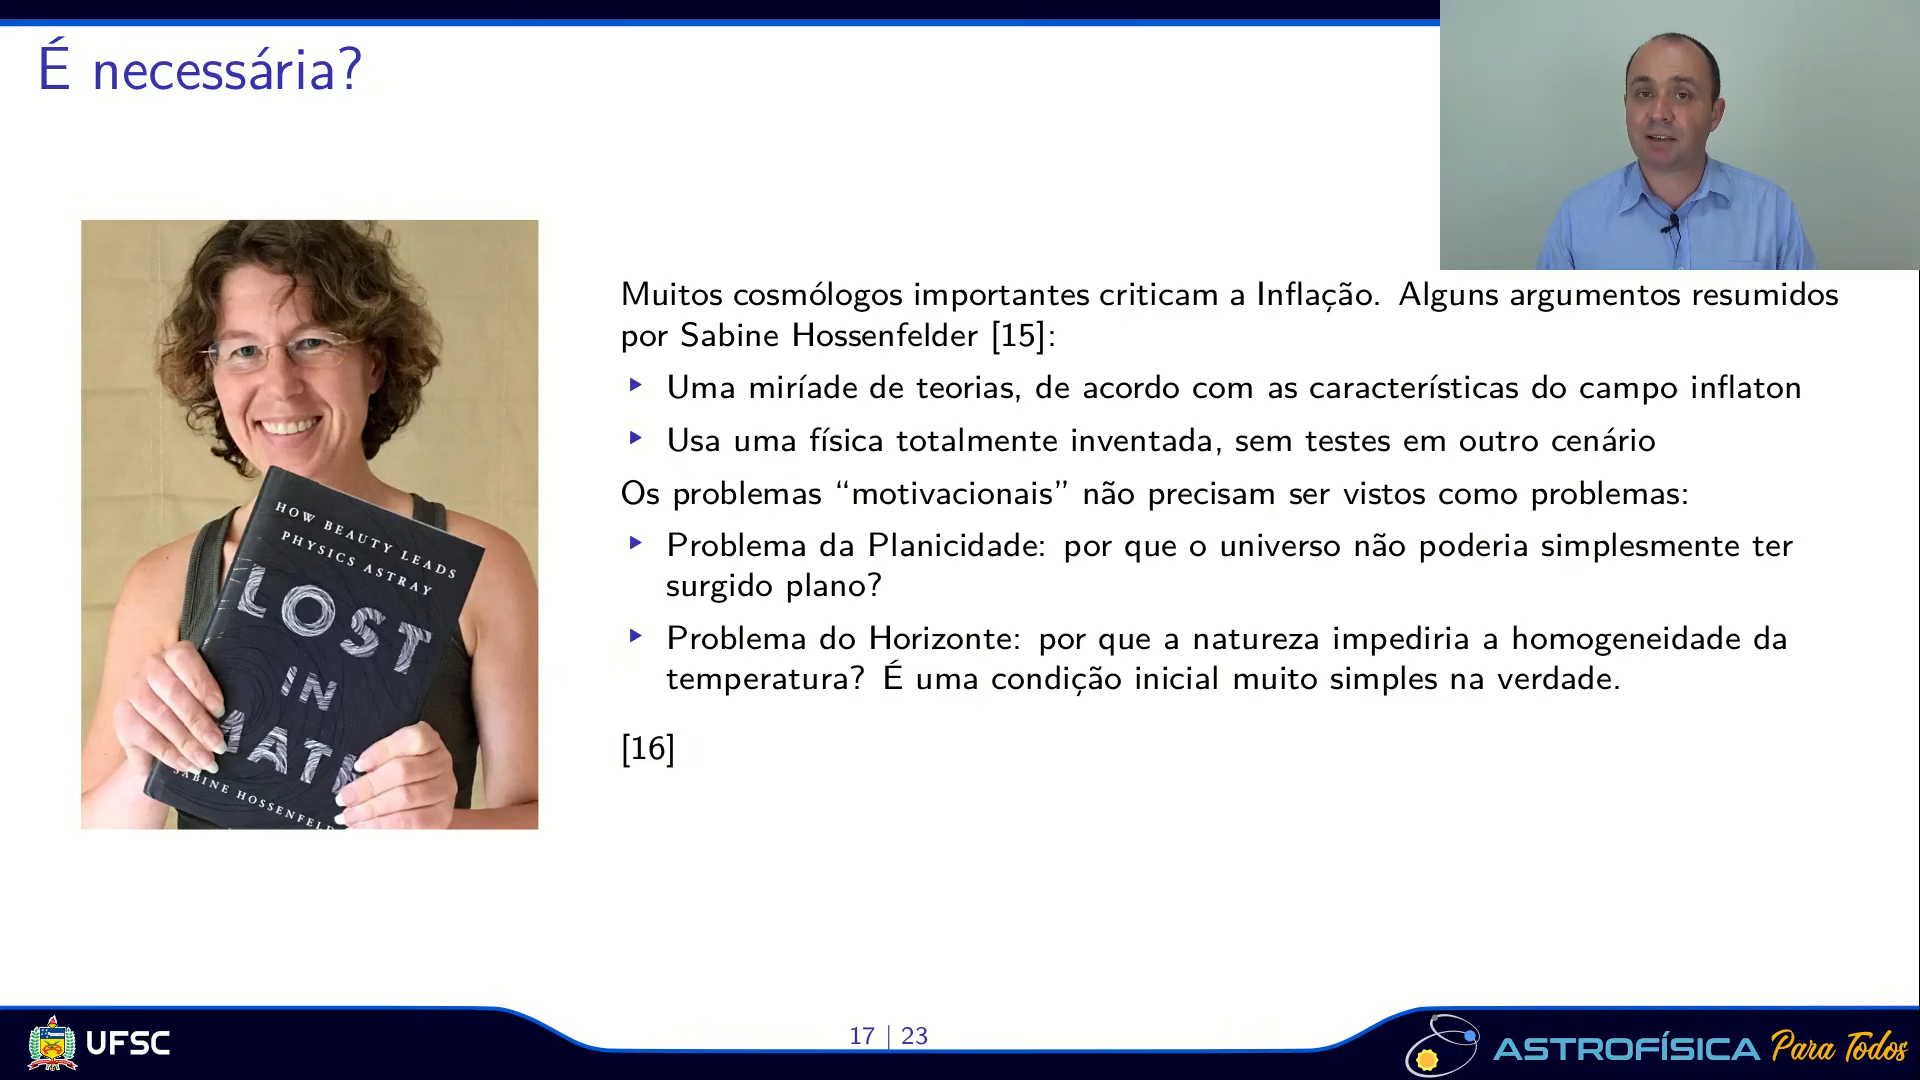 É necessária?
HOW BEAUTY LEADS
PHYSICS ASTRAY
LOST
IN
MATH
SABINE HOSSENFELD
Muitos cosmólogos importantes criticam a Inflação. Alguns argumentos resumidos
por Sabine Hossenfelder [15]:
Uma miríade de teorias, de acordo com as características do campo inflaton
Usa uma física totalmente inventada, sem testes em outro cenário
Os problemas “motivacionais” não precisam ser vistos como problemas:
Problema da Planicidade: por que o universo não poderia simplesmente ter
surgido plano?
Problema do Horizonte: por que a natureza impediria a homogeneidade da
temperatura? É uma condição inicial muito simples na verdade.
[16]
UFSC
17 | 23
ASTROFÍSICA Para Todos